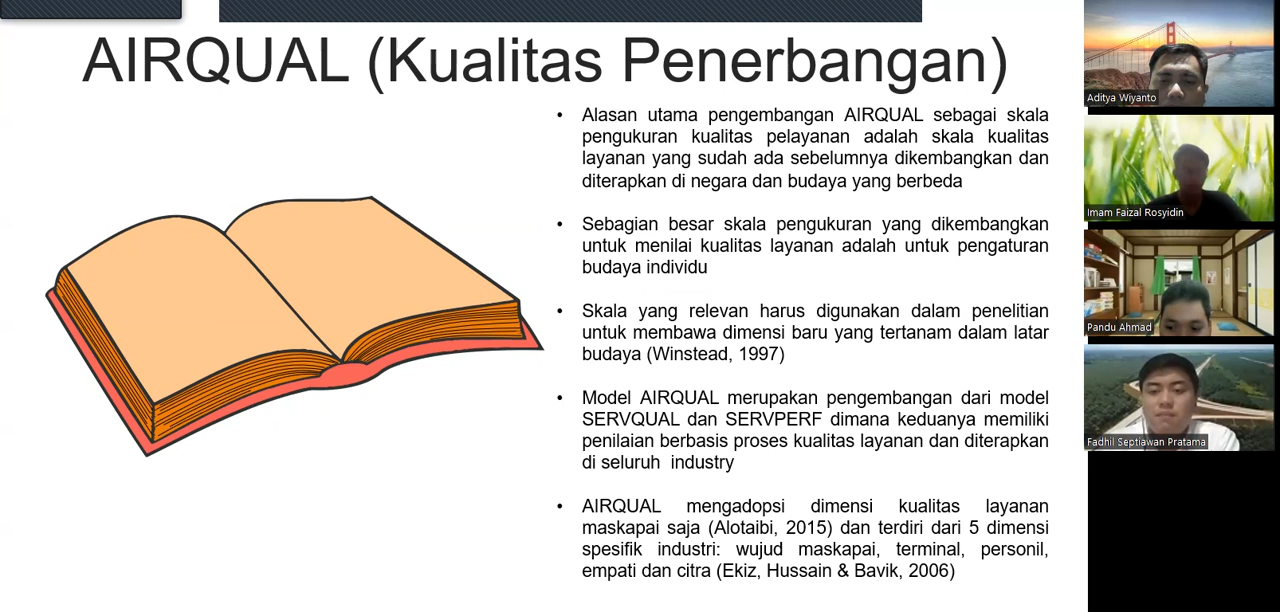 AIRQUAL (Kualitas Penerbangan)
• Alasan utama pengembangan AIRQUAL sebagai skala
pengukuran kualitas pelayanan adalah skala kualitas
layanan yang sudah ada sebelumnya dikembangkan dan
diterapkan di negara dan budaya yang berbeda
• Sebagian besar skala pengukuran yang dikembangkan
untuk menilai kualitas layanan adalah untuk pengaturan
budaya individu
• Skala yang relevan harus digunakan dalam penelitian
untuk membawa dimensi baru yang tertanam dalam latar
budaya (Winstead, 1997)
• Model AIRQUAL merupakan pengembangan dari model
SERVQUAL dan SERVPERF dimana keduanya memiliki
penilaian berbasis proses kualitas layanan dan diterapkan
di seluruh industry
• AIRQUAL mengadopsi dimensi kualitas layanan
maskapai saja (Alotaibi, 2015) dan terdiri dari 5 dimensi
spesifik industri: wujud maskapai, terminal, personil,
empati dan citra (Ekiz, Hussain & Bavik, 2006)
Aditya Wiyanto
Imam Faizal Rosyidin
Pandu Ahmad
Fadhil Septiawan Pratama